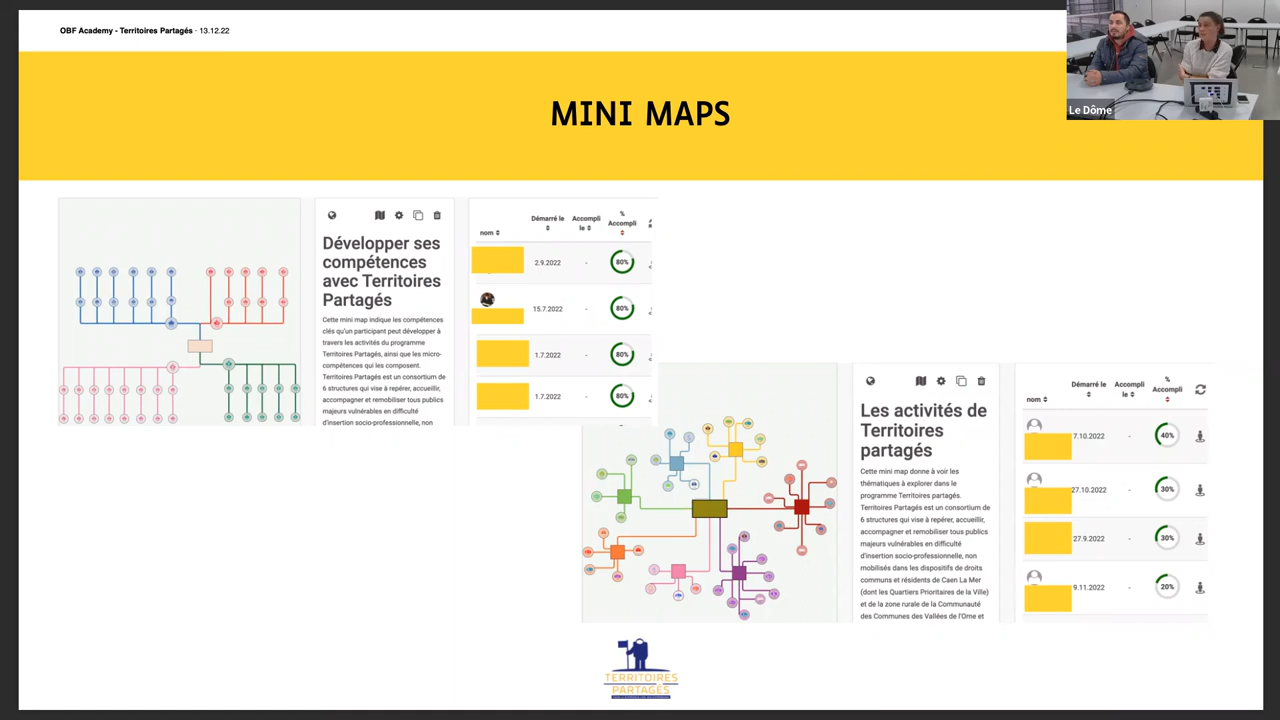 OBF Academy - Territoires Partagés · 13.12.22
Le Dôme
MINI MAPS
Développer ses
compétences
avec Territoires
Partagés
Cette mini map indique les compétences
clés qu'un participant peut développer à
travers les activités du programme
Territoires Partagés, ainsi que les micro-
compétences qui les composent.
Territoires Partagés est un consortium de
6 structures qui vise à repérer, accueillir,
accompagner et remobiliser tous publics
majeurs vulnérables en difficulté
d'insertion socio-professionnelle, non
nom
Démarré le
Accompli
le
%
Accompli
2.9.2022 - 80%
15.7.2022 - 80%
1.7.2022 - 80%
1.7.2022 - 80%
Les activités de
Territoires
partagés
Cette mini map donne à voir les
thématiques à explorer dans le
programme Territoires partagés.
Territoires Partagés est un consortium de
6 structures qui vise à repérer, accueillir,
accompagner et remobiliser tous publics
majeurs vulnérables en difficulté
d'insertion socio-professionnelle, non
mobilisés dans les dispositifs de droits
communs et résidents de Caen La Mer
(dont les Quartiers Prioritaires de la Ville)
et de la zone rurale de la Communauté
des Communes des Vallées de l'Orne et
nom
Démarré le
Accompli
le
%
Accompli
7.10.2022 - 40%
27.10.2022 - 30%
27.9.2022 - 30%
9.11.2022 - 20%
TERRITOIRES
PARTAGÉS